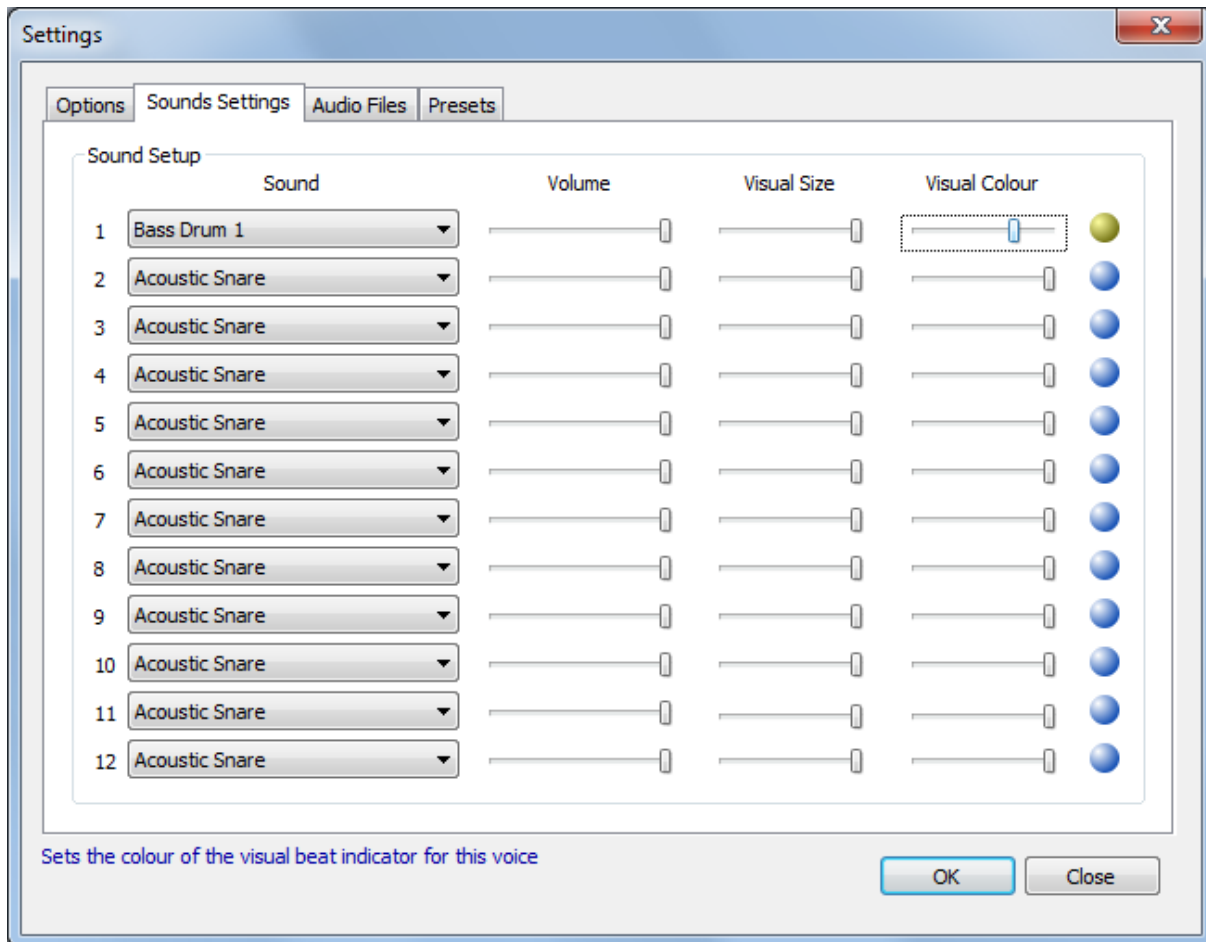 Settings
Options Sounds Settings Audio Files Presets
Sound Setup
Sound Volume Visual Size Visual Colour
1 Bass Drum 1
2 Acoustic Snare
3 Acoustic Snare
4 Acoustic Snare
5 Acoustic Snare
6 Acoustic Snare
7 Acoustic Snare
8 Acoustic Snare
9 Acoustic Snare
10 Acoustic Snare
11 Acoustic Snare
12 Acoustic Snare
Sets the colour of the visual beat indicator for this voice
OK Close